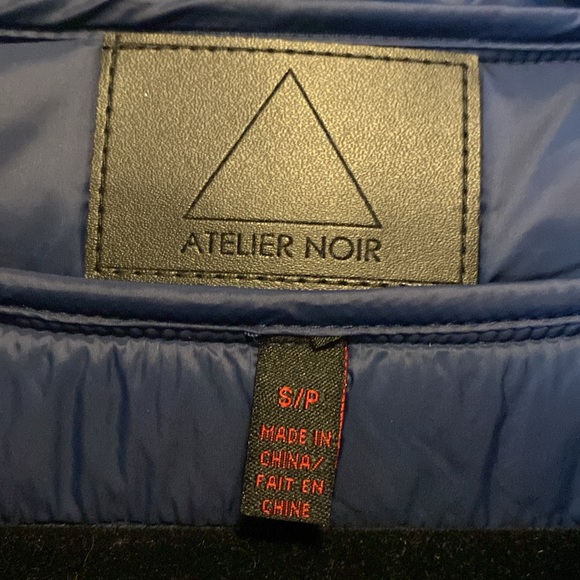 ATELIER NOIR
S/P
MADE IN
CHINA/
FAIT EN
CHINE